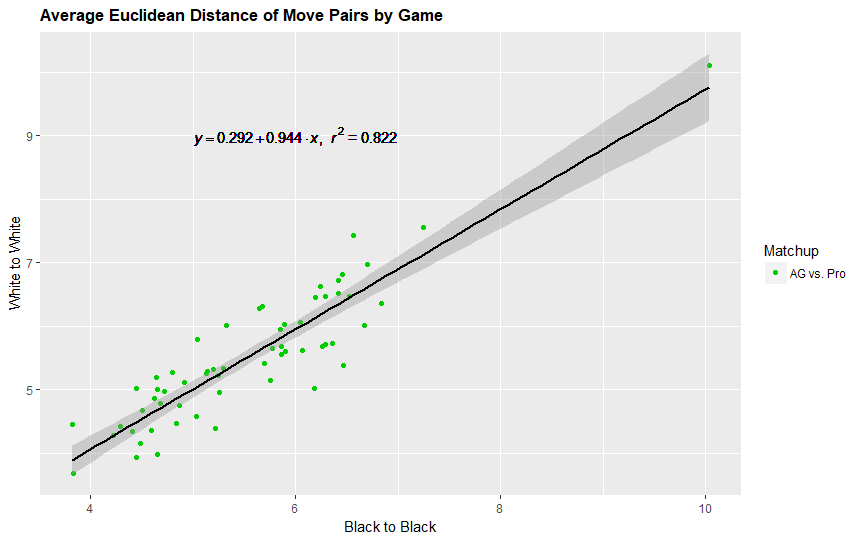 Average Euclidean Distance of Move Pairs by Game
y = 0.292 + 0.944 · x,  r² = 0.822
9
7
5
White to White
4
6
8
10
Black to Black
Matchup
AG vs. Pro